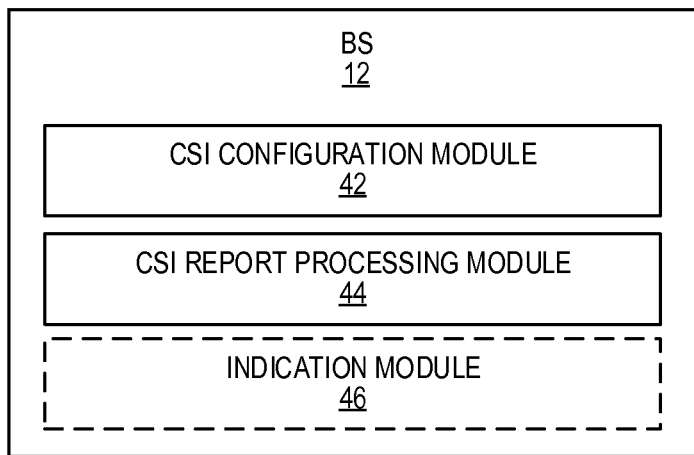 BS
12
CSI CONFIGURATION MODULE
42
CSI REPORT PROCESSING MODULE
44
INDICATION MODULE
46